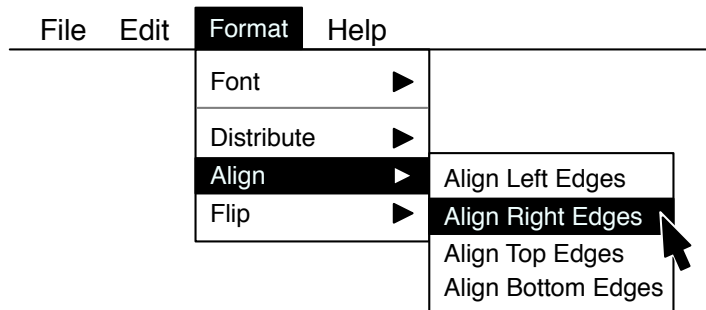 File Edit Format Help
Font
Distribute
Align
Flip
Align Left Edges
Align Right Edges
Align Top Edges
Align Bottom Edges